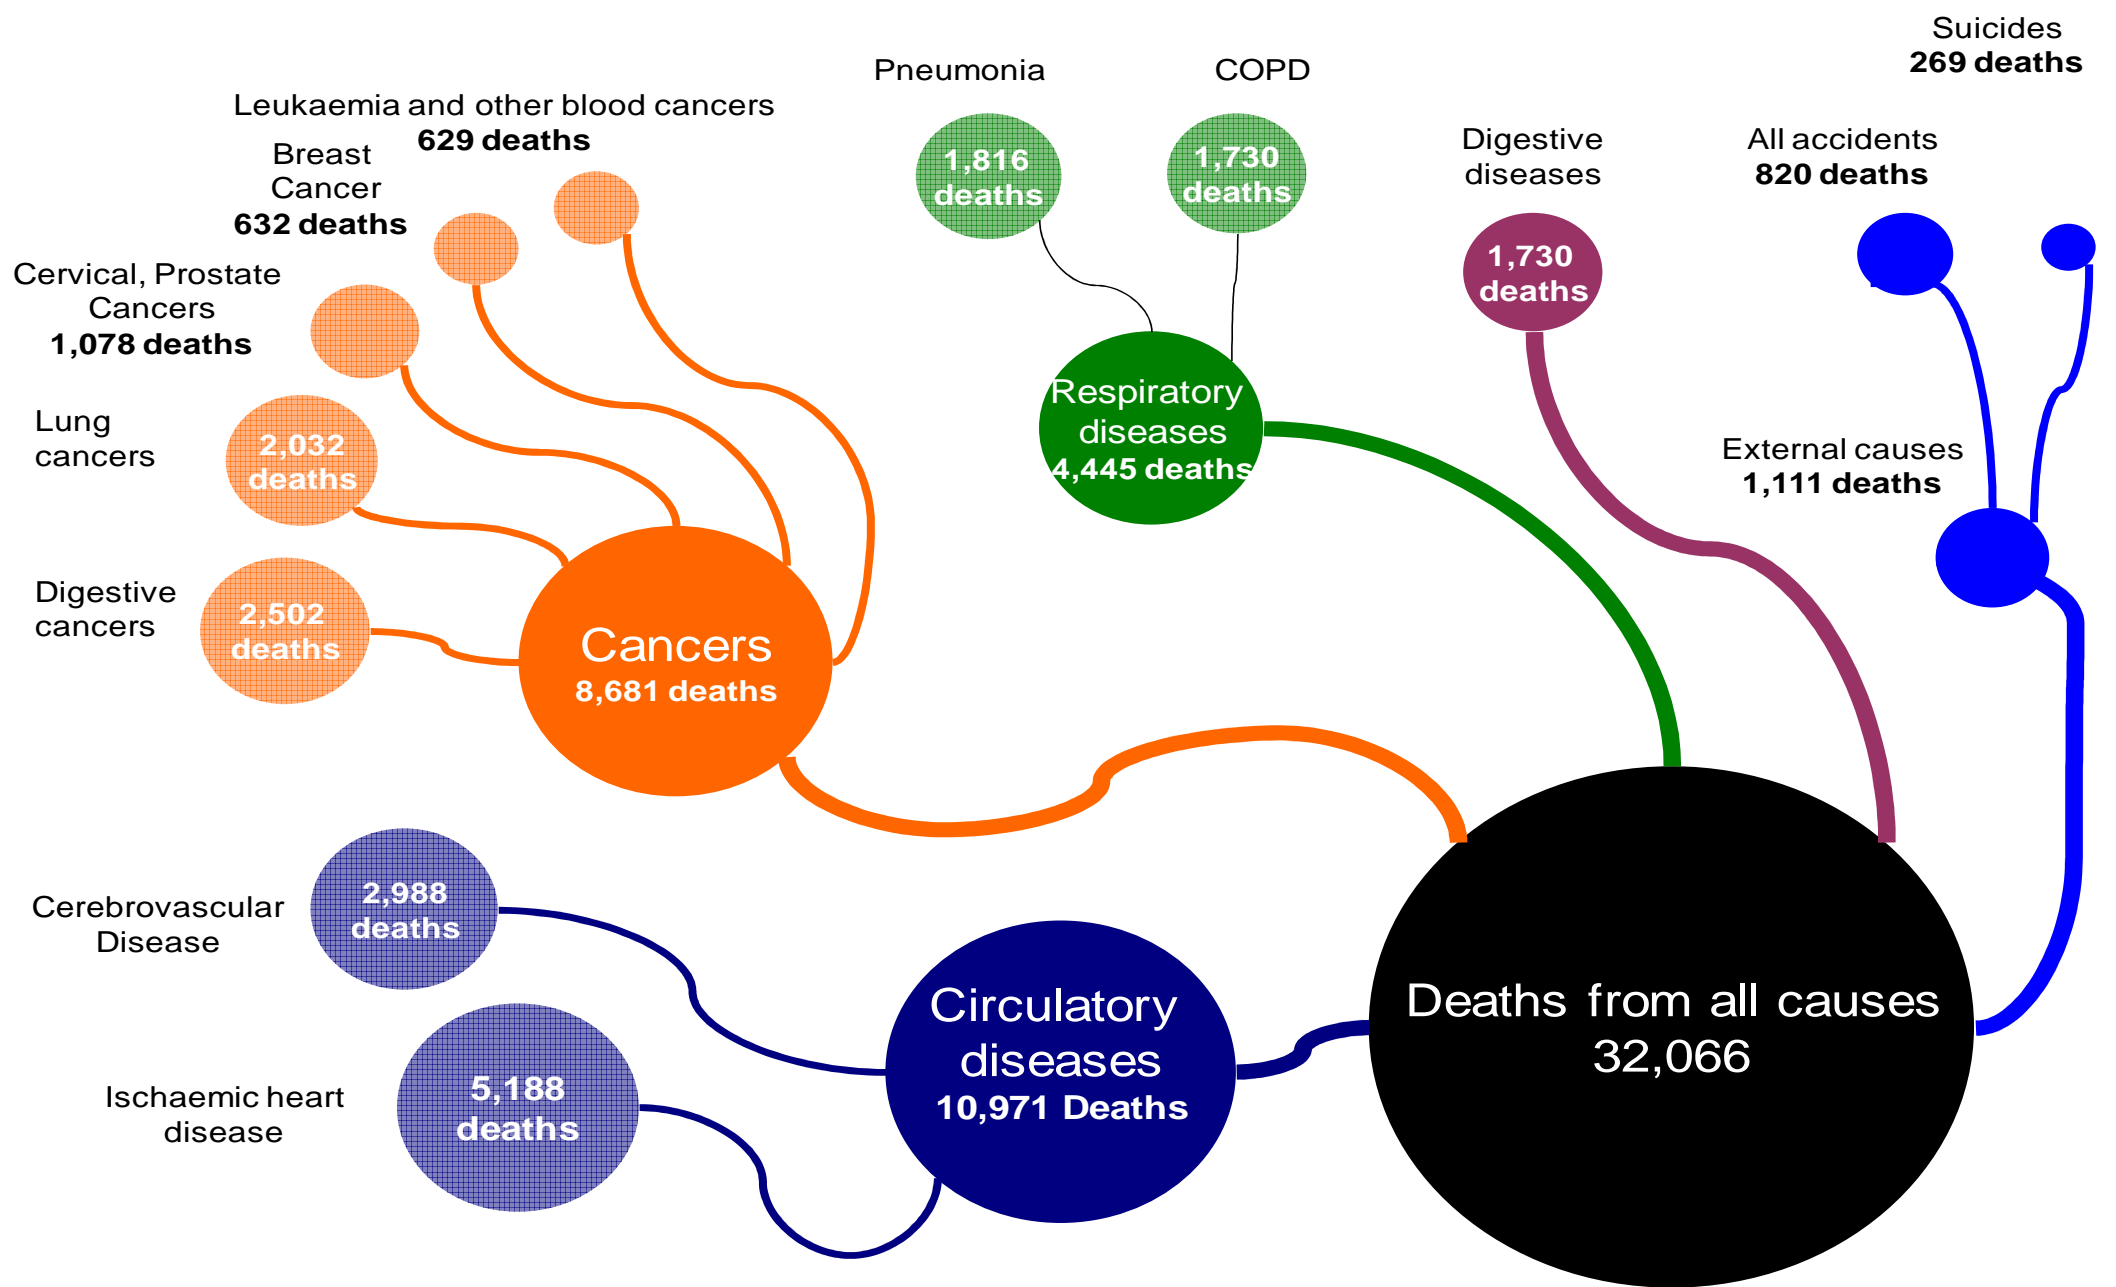 Suicides
269 deaths
Pneumonia
COPD
Leukaemia and other blood cancers
629 deaths
Breast
Cancer
632 deaths
1,816
deaths
1,730
deaths
Digestive
diseases
All accidents
820 deaths
1,730
deaths
Cervical, Prostate
Cancers
1,078 deaths
Respiratory
diseases
4,445 deaths
Lung
cancers
2,032
deaths
External causes
1,111 deaths
Digestive
cancers
2,502
deaths
Cancers
8,681 deaths
Cerebrovascular
Disease
2,988
deaths
Circulatory
diseases
10,971 Deaths
Deaths from all causes
32,066
Ischaemic heart
disease
5,188
deaths